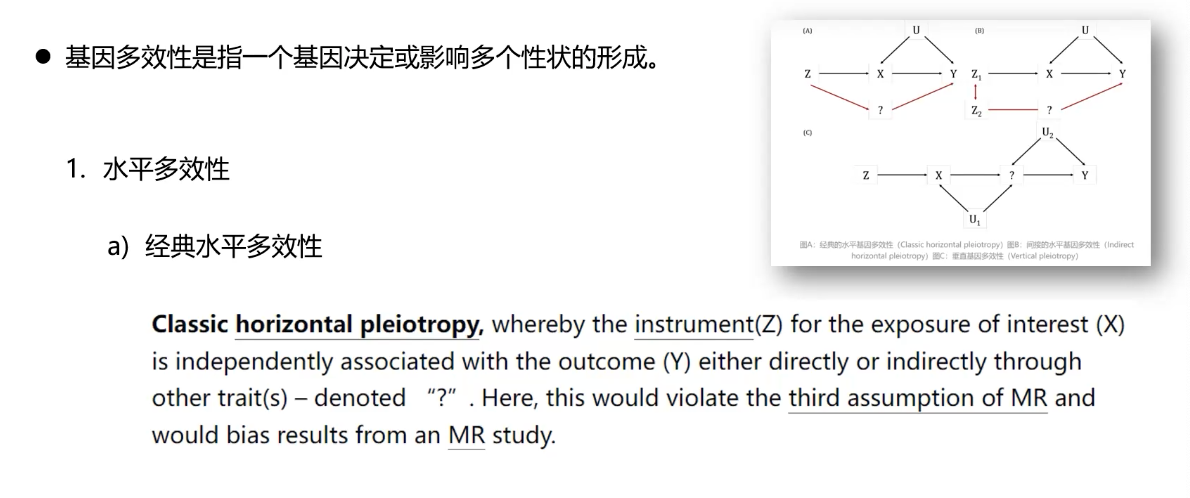 ● 基因多效性是指一个基因决定或影响多个性状的形成。
1. 水平多效性
a) 经典水平多效性
Classic horizontal pleiotropy, whereby the instrument(Z) for the exposure of interest (X)
is independently associated with the outcome (Y) either directly or indirectly through
other trait(s) – denoted “?”. Here, this would violate the third assumption of MR and
would bias results from an MR study.
(A)
U
Z X Y
?
(B)
U
Z₁ X Y
Z₂ ?
(C)
U₂
Z X ? Y
U₁
图A：经典的水平基因多效性（Classic horizontal pleiotropy）图B：间接的水平基因多效性（Indirect
horizontal pleiotropy）图C：垂直基因多效性（Vertical pleiotropy）